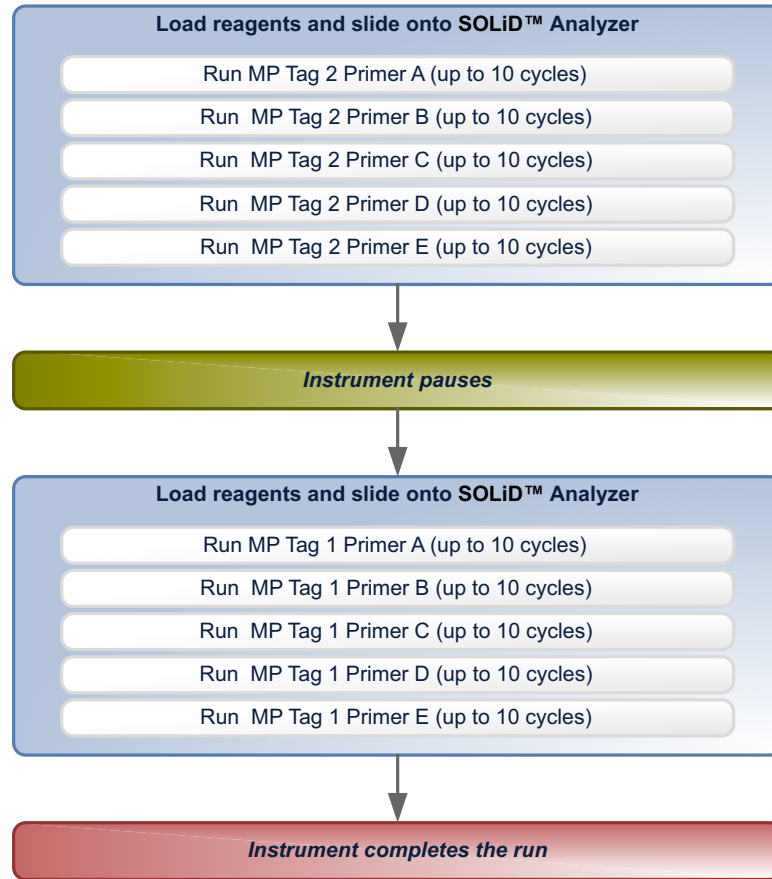 Load reagents and slide onto SOLiD™ Analyzer
Run MP Tag 2 Primer A (up to 10 cycles)
Run MP Tag 2 Primer B (up to 10 cycles)
Run MP Tag 2 Primer C (up to 10 cycles)
Run MP Tag 2 Primer D (up to 10 cycles)
Run MP Tag 2 Primer E (up to 10 cycles)
Instrument pauses
Load reagents and slide onto SOLiD™ Analyzer
Run MP Tag 1 Primer A (up to 10 cycles)
Run MP Tag 1 Primer B (up to 10 cycles)
Run MP Tag 1 Primer C (up to 10 cycles)
Run MP Tag 1 Primer D (up to 10 cycles)
Run MP Tag 1 Primer E (up to 10 cycles)
Instrument completes the run